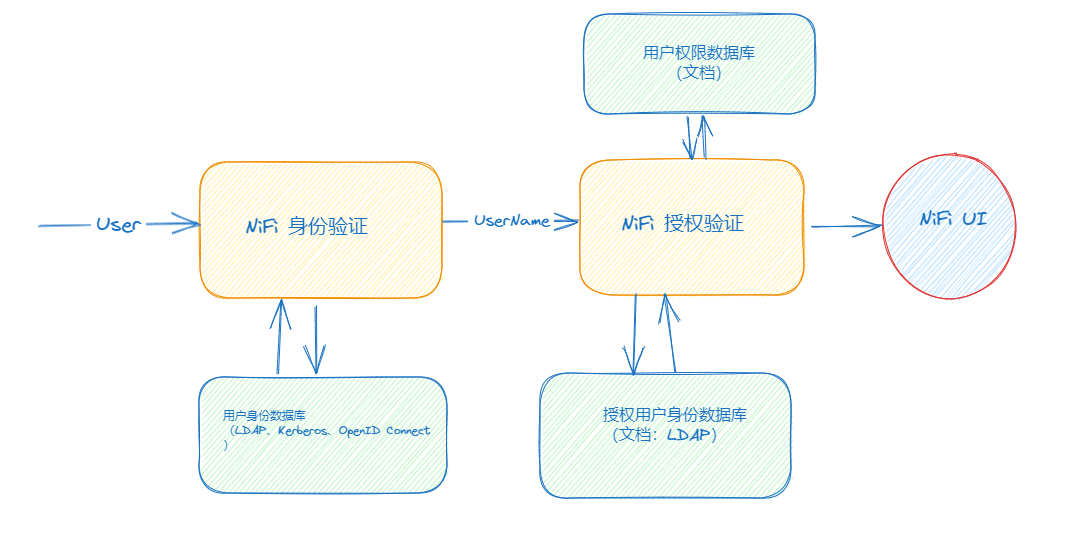 用户权限数据库
（文档）
User
NiFi 身份验证
UserName
NiFi 授权验证
NiFi UI
用户身份数据库
（LDAP、Kerberos、OpenID Connect
）
授权用户身份数据库
（文档：LDAP）